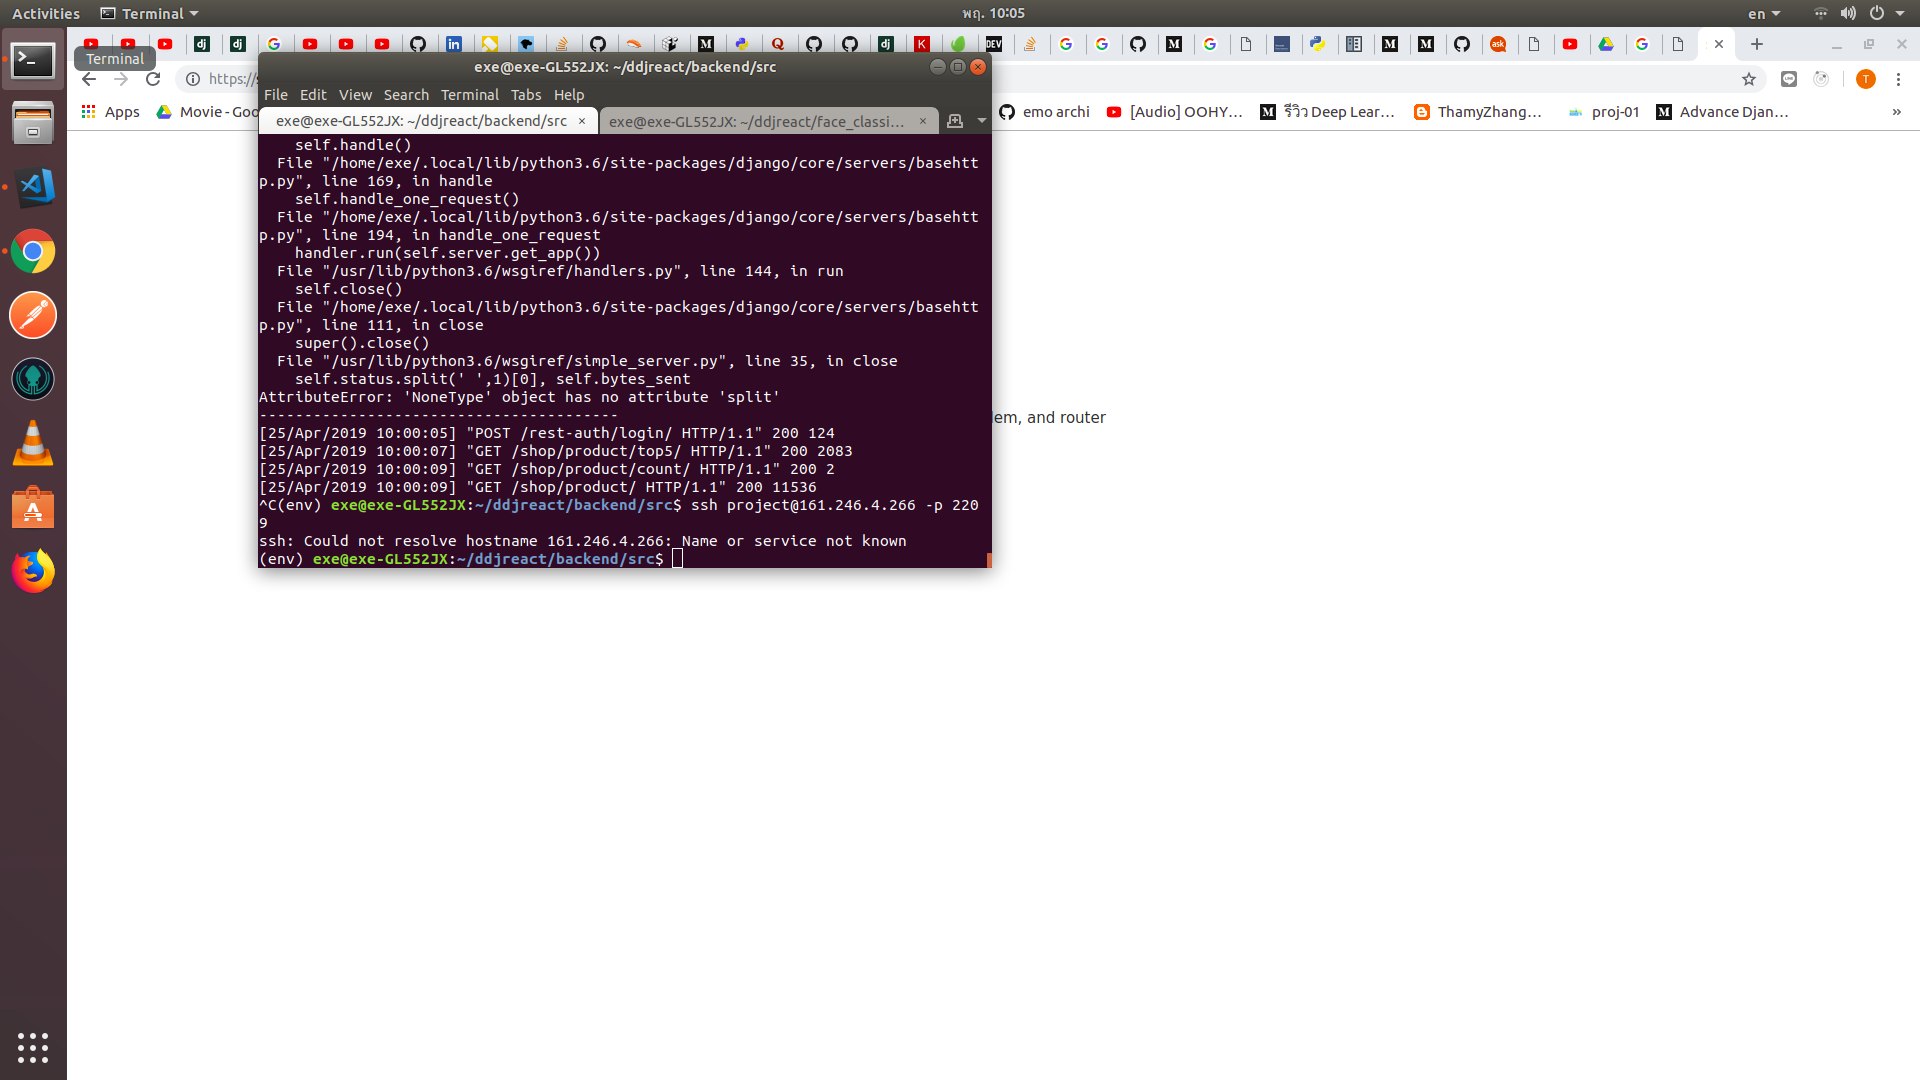 Activities
Terminal
พฤ. 10:05
en
Terminal
https://
Apps
Movie - Goo
emo archi
[Audio] OOHY…
รีวิว Deep Lear…
ThamyZhang…
proj-01
Advance Djan…
»
exe@exe-GL552JX: ~/ddjreact/backend/src
File Edit View Search Terminal Tabs Help
exe@exe-GL552JX: ~/ddjreact/backend/src
exe@exe-GL552JX: ~/ddjreact/face_classi…
self.handle()
File "/home/exe/.local/lib/python3.6/site-packages/django/core/servers/basehtt
p.py", line 169, in handle
self.handle_one_request()
File "/home/exe/.local/lib/python3.6/site-packages/django/core/servers/basehtt
p.py", line 194, in handle_one_request
handler.run(self.server.get_app())
File "/usr/lib/python3.6/wsgiref/handlers.py", line 144, in run
self.close()
File "/home/exe/.local/lib/python3.6/site-packages/django/core/servers/basehtt
p.py", line 111, in close
super().close()
File "/usr/lib/python3.6/wsgiref/simple_server.py", line 35, in close
self.status.split(' ',1)[0], self.bytes_sent
AttributeError: 'NoneType' object has no attribute 'split'
----------------------------------------
[25/Apr/2019 10:00:05] "POST /rest-auth/login/ HTTP/1.1" 200 124
[25/Apr/2019 10:00:07] "GET /shop/product/top5/ HTTP/1.1" 200 2083
[25/Apr/2019 10:00:09] "GET /shop/product/count/ HTTP/1.1" 200 2
[25/Apr/2019 10:00:09] "GET /shop/product/ HTTP/1.1" 200 11536
^C(env) exe@exe-GL552JX:~/ddjreact/backend/src$ ssh project@161.246.4.266 -p 220
9
ssh: Could not resolve hostname 161.246.4.266: Name or service not known
(env) exe@exe-GL552JX:~/ddjreact/backend/src$
lem, and router